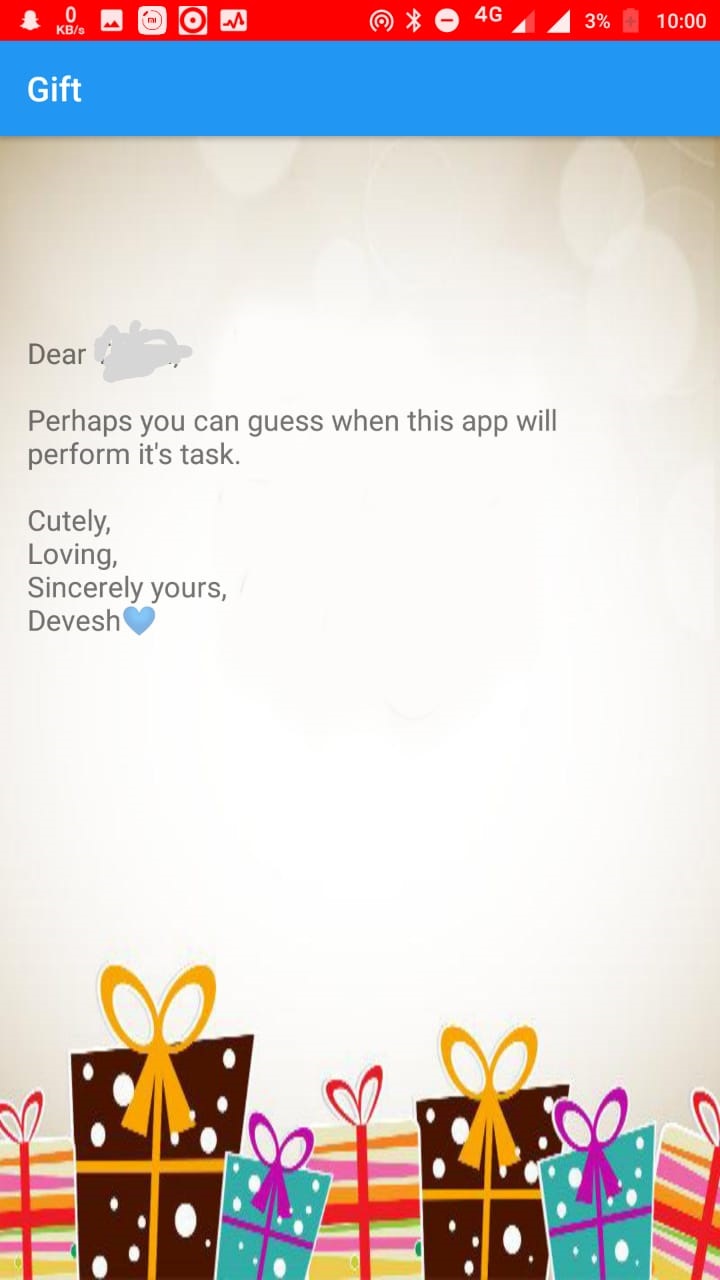 0
KB/s
4G
3%
10:00
Gift
Dear
Perhaps you can guess when this app will
perform it's task.
Cutely,
Loving,
Sincerely yours,
Devesh💙